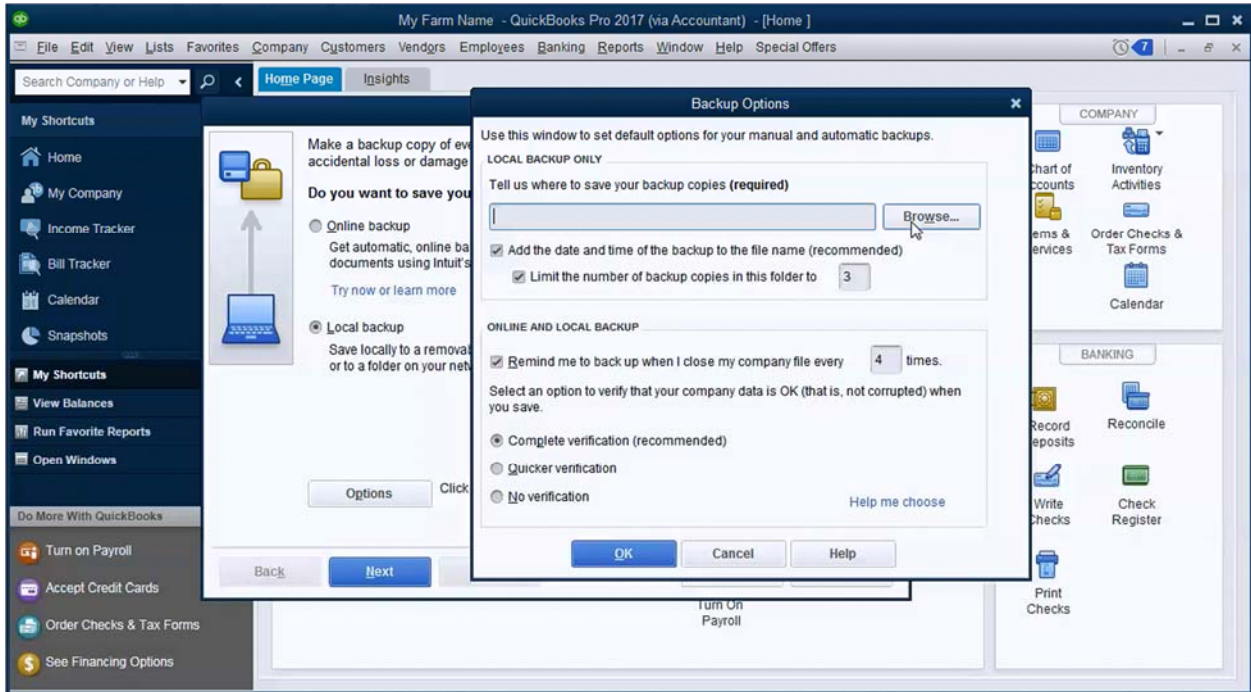 qb
My Farm Name - QuickBooks Pro 2017 (via Accountant) - [Home ]
File Edit View Lists Favorites Company Customers Vendors Employees Banking Reports Window Help Special Offers
7
Search Company or Help
Home Page
Insights
My Shortcuts
Home
My Company
Income Tracker
Bill Tracker
Calendar
Snapshots
My Shortcuts
View Balances
Run Favorite Reports
Open Windows
Do More With QuickBooks
Turn on Payroll
Accept Credit Cards
Order Checks & Tax Forms
See Financing Options
Make a backup copy of
accidental loss or damage
Do you want to save
Online backup
Get automatic, online
documents using Intuit's
Try now or learn more
Local backup
Save locally to a
or to a folder on your
Options
Click
Back
Next
Backup Options
Use this window to set default options for your manual and automatic backups.
LOCAL BACKUP ONLY
Tell us where to save your backup copies (required)
Browse...
Add the date and time of the backup to the file name (recommended)
Limit the number of backup copies in this folder to 3
ONLINE AND LOCAL BACKUP
Remind me to back up when I close my company file every 4 times.
Select an option to verify that your company data is OK (that is, not corrupted) when
you save.
Complete verification (recommended)
Quicker verification
No verification
Help me choose
OK
Cancel
Help
Turn On
Payroll
COMPANY
Chart of
Accounts
Inventory
Activities
Items &
Services
Order Checks &
Tax Forms
Calendar
BANKING
Record
Deposits
Reconcile
Write
Checks
Check
Register
Print
Checks